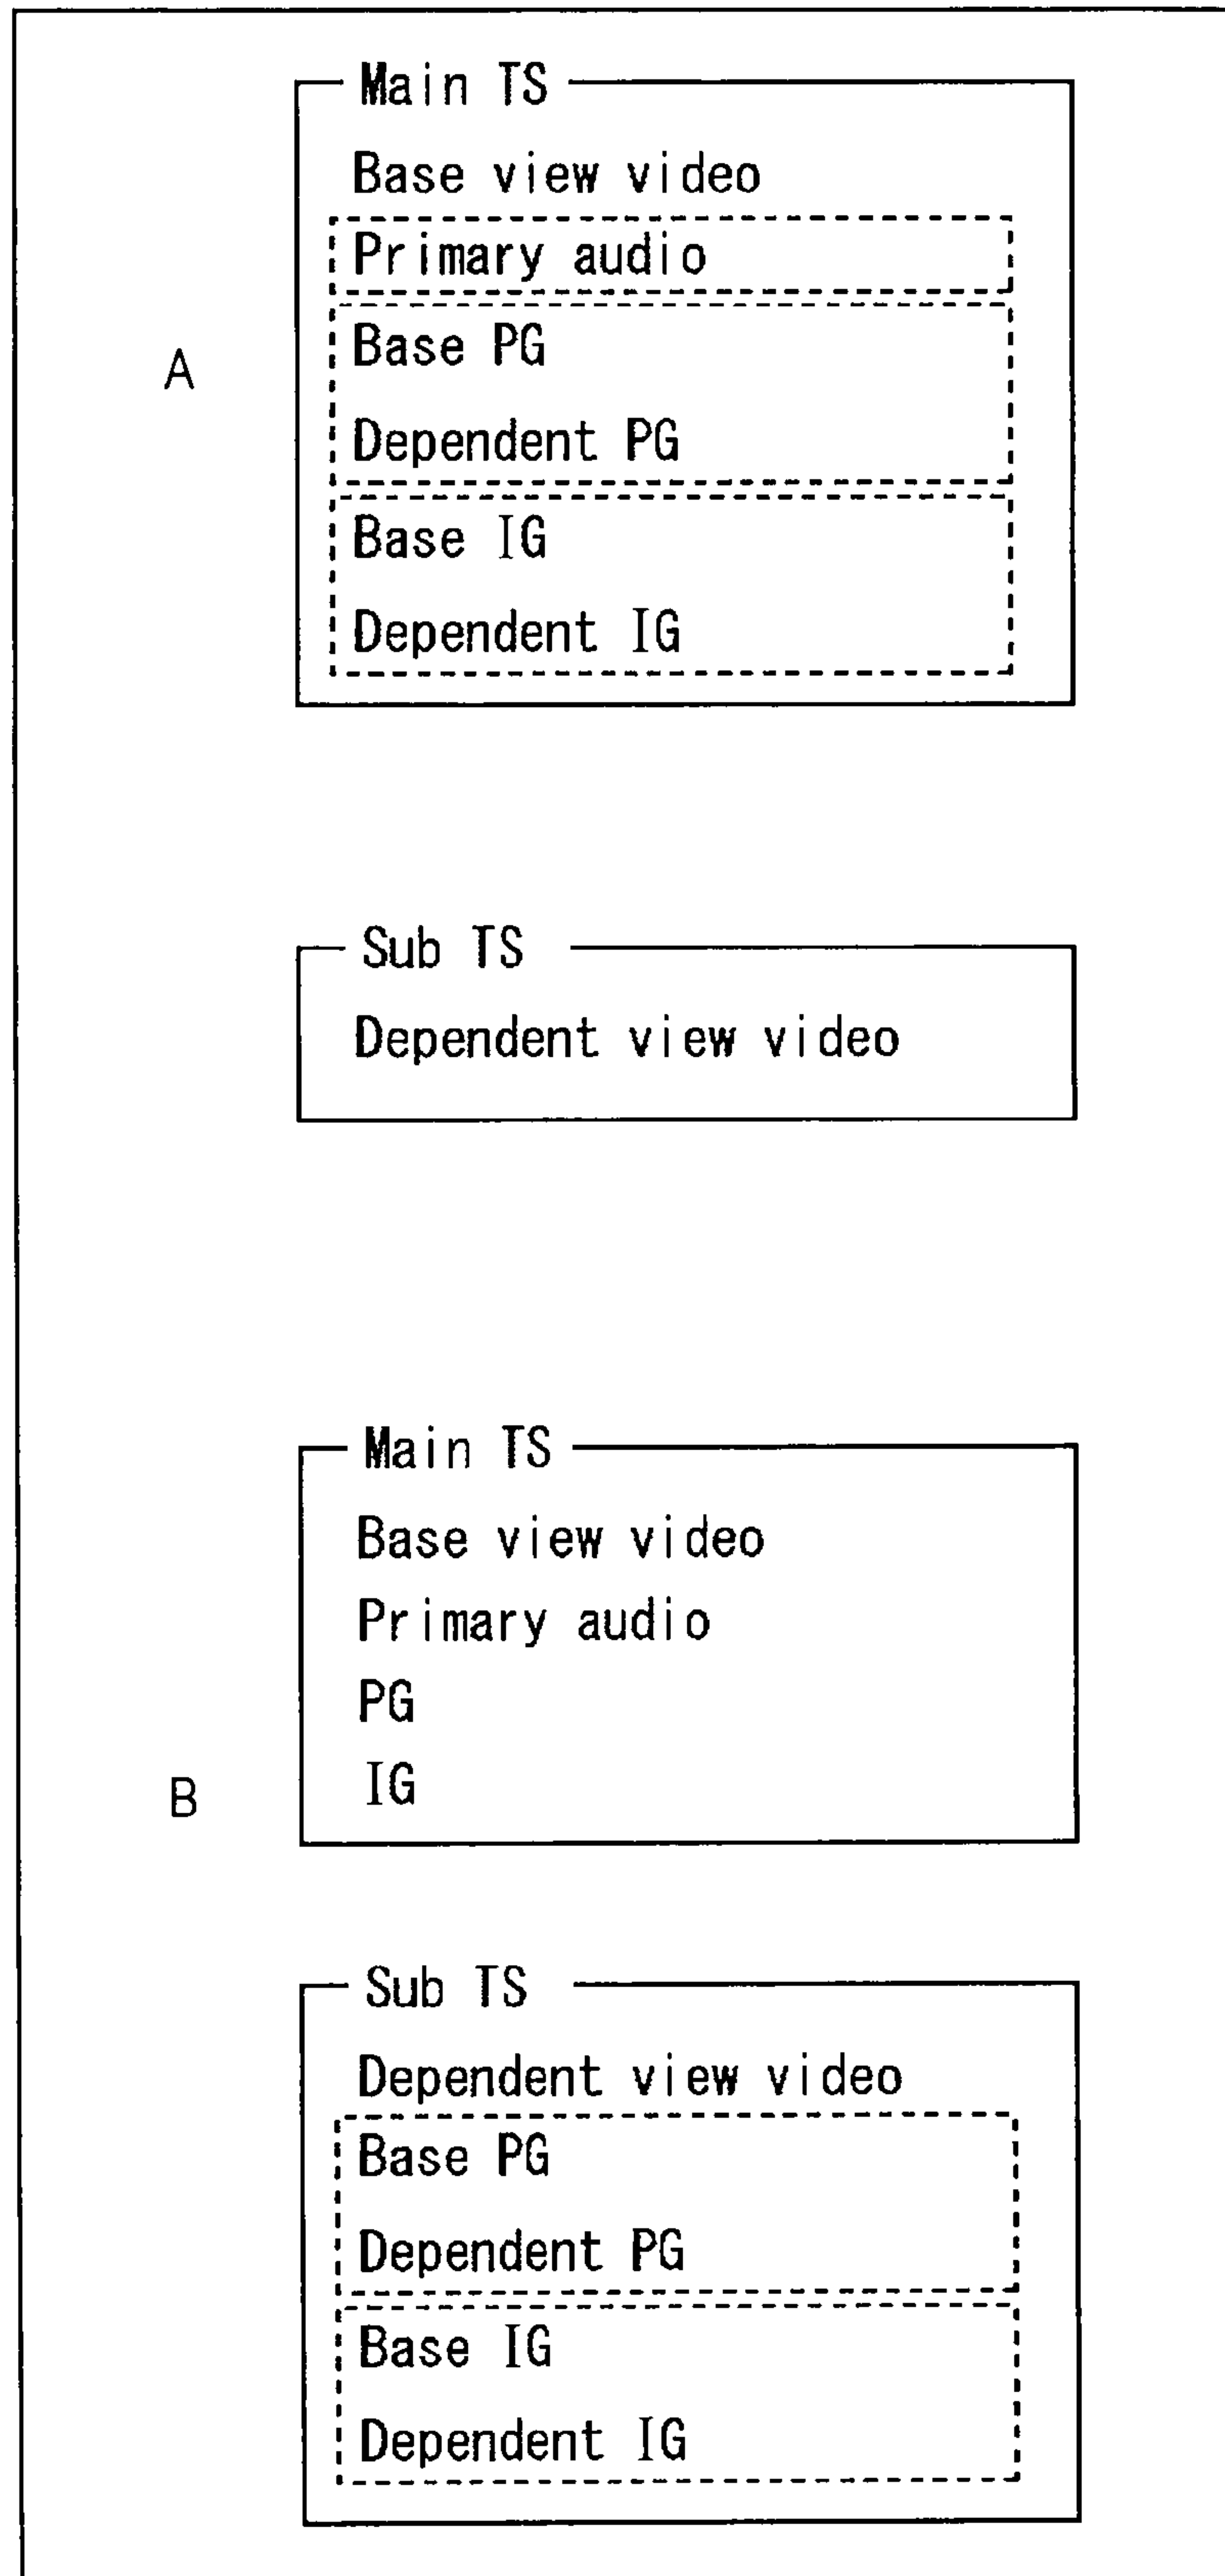 Main TS
Base view video
Primary audio
Base PG
A
Dependent PG
Base IG
Dependent IG
Sub TS
Dependent view video
Main TS
Base view video
Primary audio
PG
IG
B
Sub TS
Dependent view video
Base PG
Dependent PG
Base IG
Dependent IG